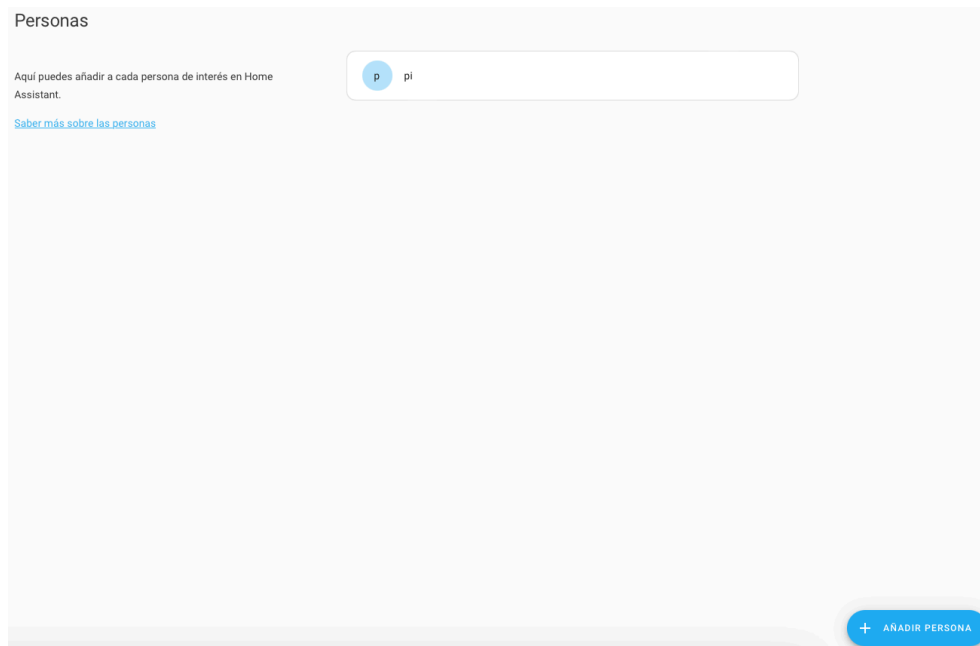 Personas
Aquí puedes añadir a cada persona de interés en Home
Assistant.
Saber más sobre las personas
p pi
AÑADIR PERSONA